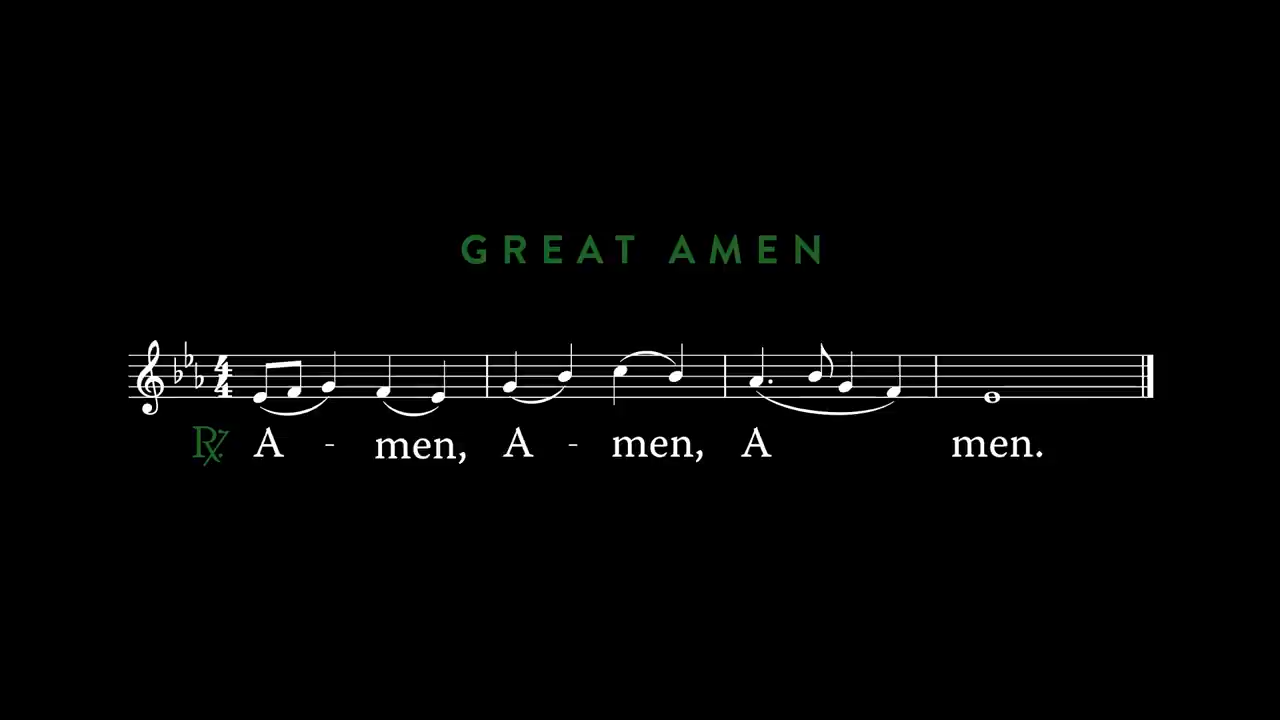 GREAT AMEN
℟. A - men, A - men, A men.